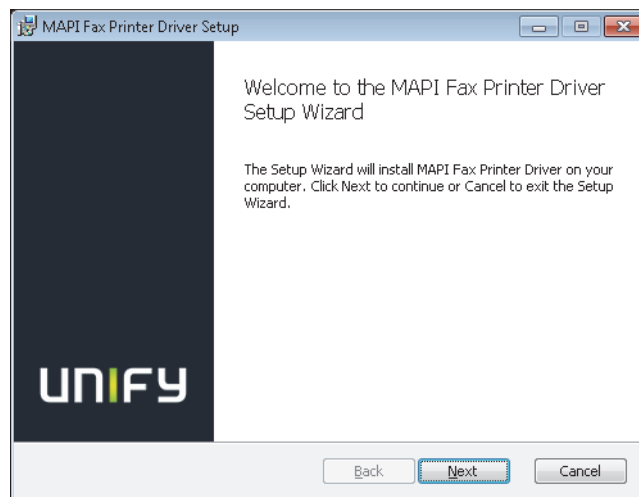 MAPI Fax Printer Driver Setup
Welcome to the MAPI Fax Printer Driver
Setup Wizard
The Setup Wizard will install MAPI Fax Printer Driver on your
computer. Click Next to continue or Cancel to exit the Setup
Wizard.
UNIFY
Back Next Cancel